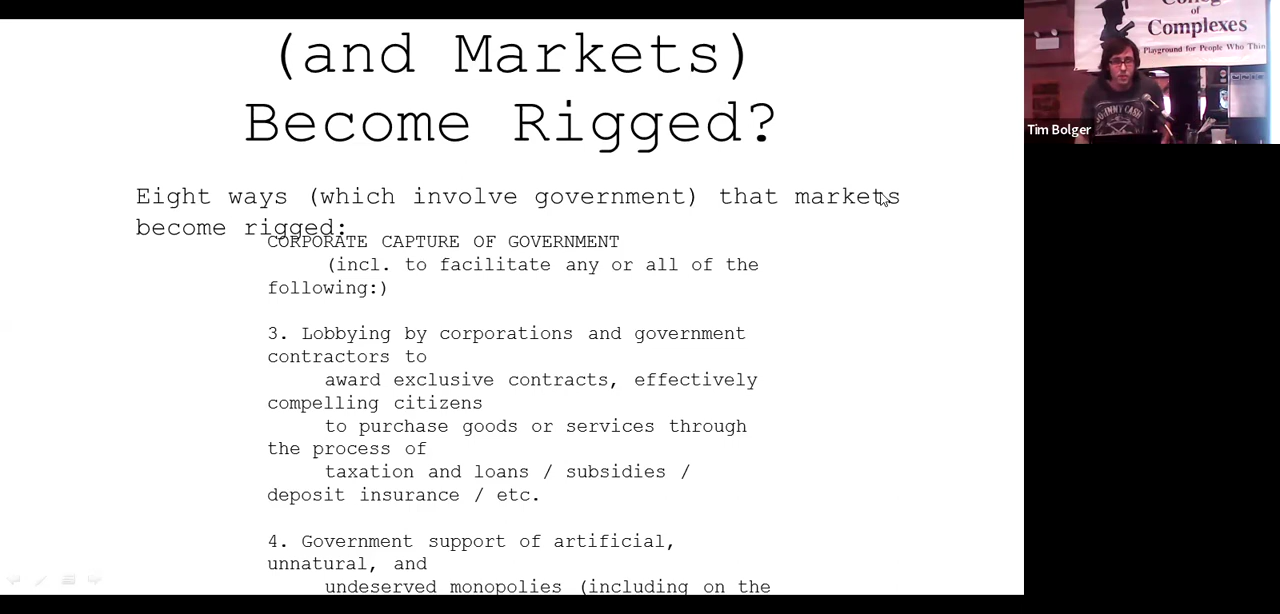 (and Markets)
Become Rigged?
Eight ways (which involve government) that markets
become rigged:
CORPORATE CAPTURE OF GOVERNMENT
(incl. to facilitate any or all of the
following:)
3. Lobbying by corporations and government
contractors to
award exclusive contracts, effectively
compelling citizens
to purchase goods or services through
the process of
taxation and loans / subsidies /
deposit insurance / etc.
4. Government support of artificial,
unnatural, and
undeserved monopolies (including on the
of
Complexes
Playground for People Who Thin
JOHNNY CASH
Tim Bolger